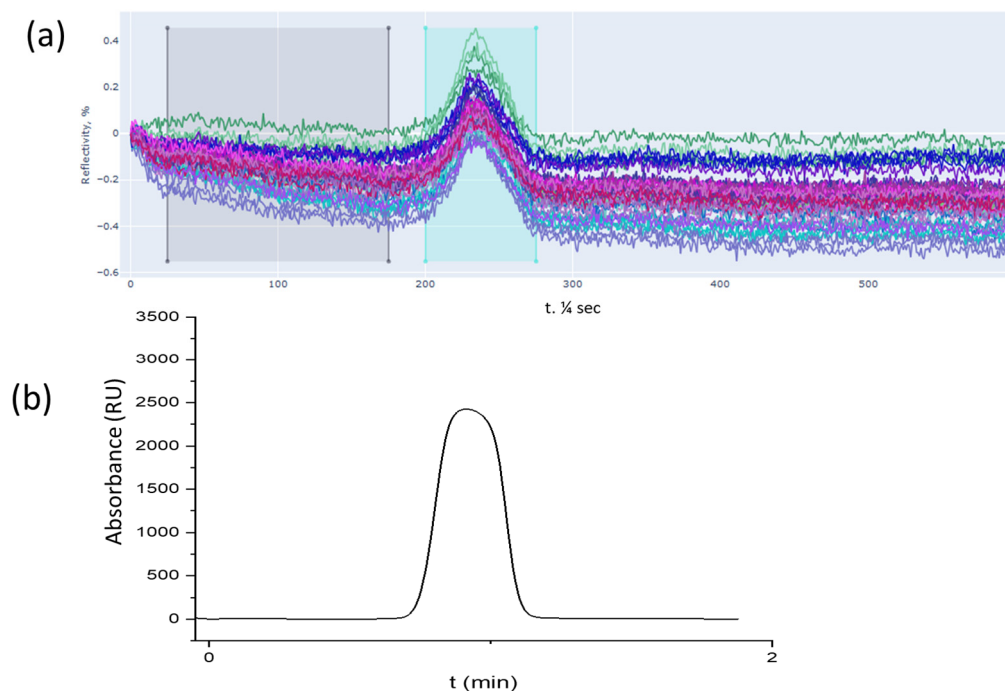 (a)
0.4
0.2
0
−0.2
−0.4
−0.6
Reflectivity, %
0 100 200 300 400 500
t. ¼ sec
(b)
3500
3000
2500
2000
1500
1000
500
0
Absorbance (RU)
0 2
t (min)